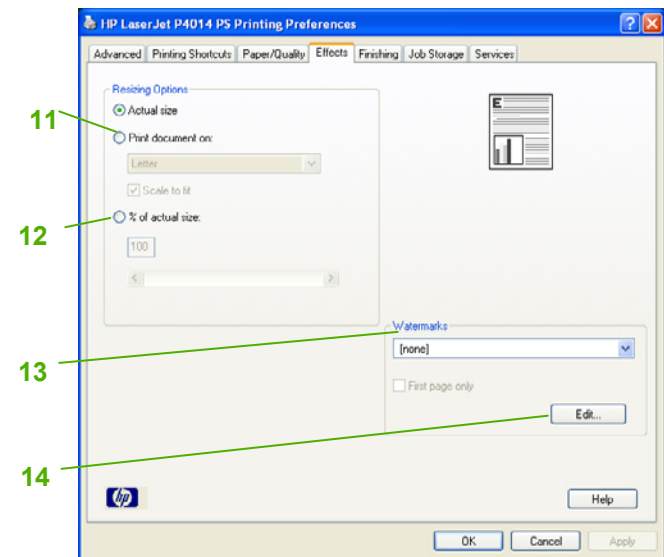 HP LaserJet P4014 PS Printing Preferences
Advanced Printing Shortcuts Paper/Quality Effects Finishing Job Storage Services
Resizing Options
Actual size
11
Print document on:
Letter
Scale to fit
12
% of actual size:
100
E
Watermarks
13
[none]
First page only
Edit...
14
hp
Help
OK Cancel Apply